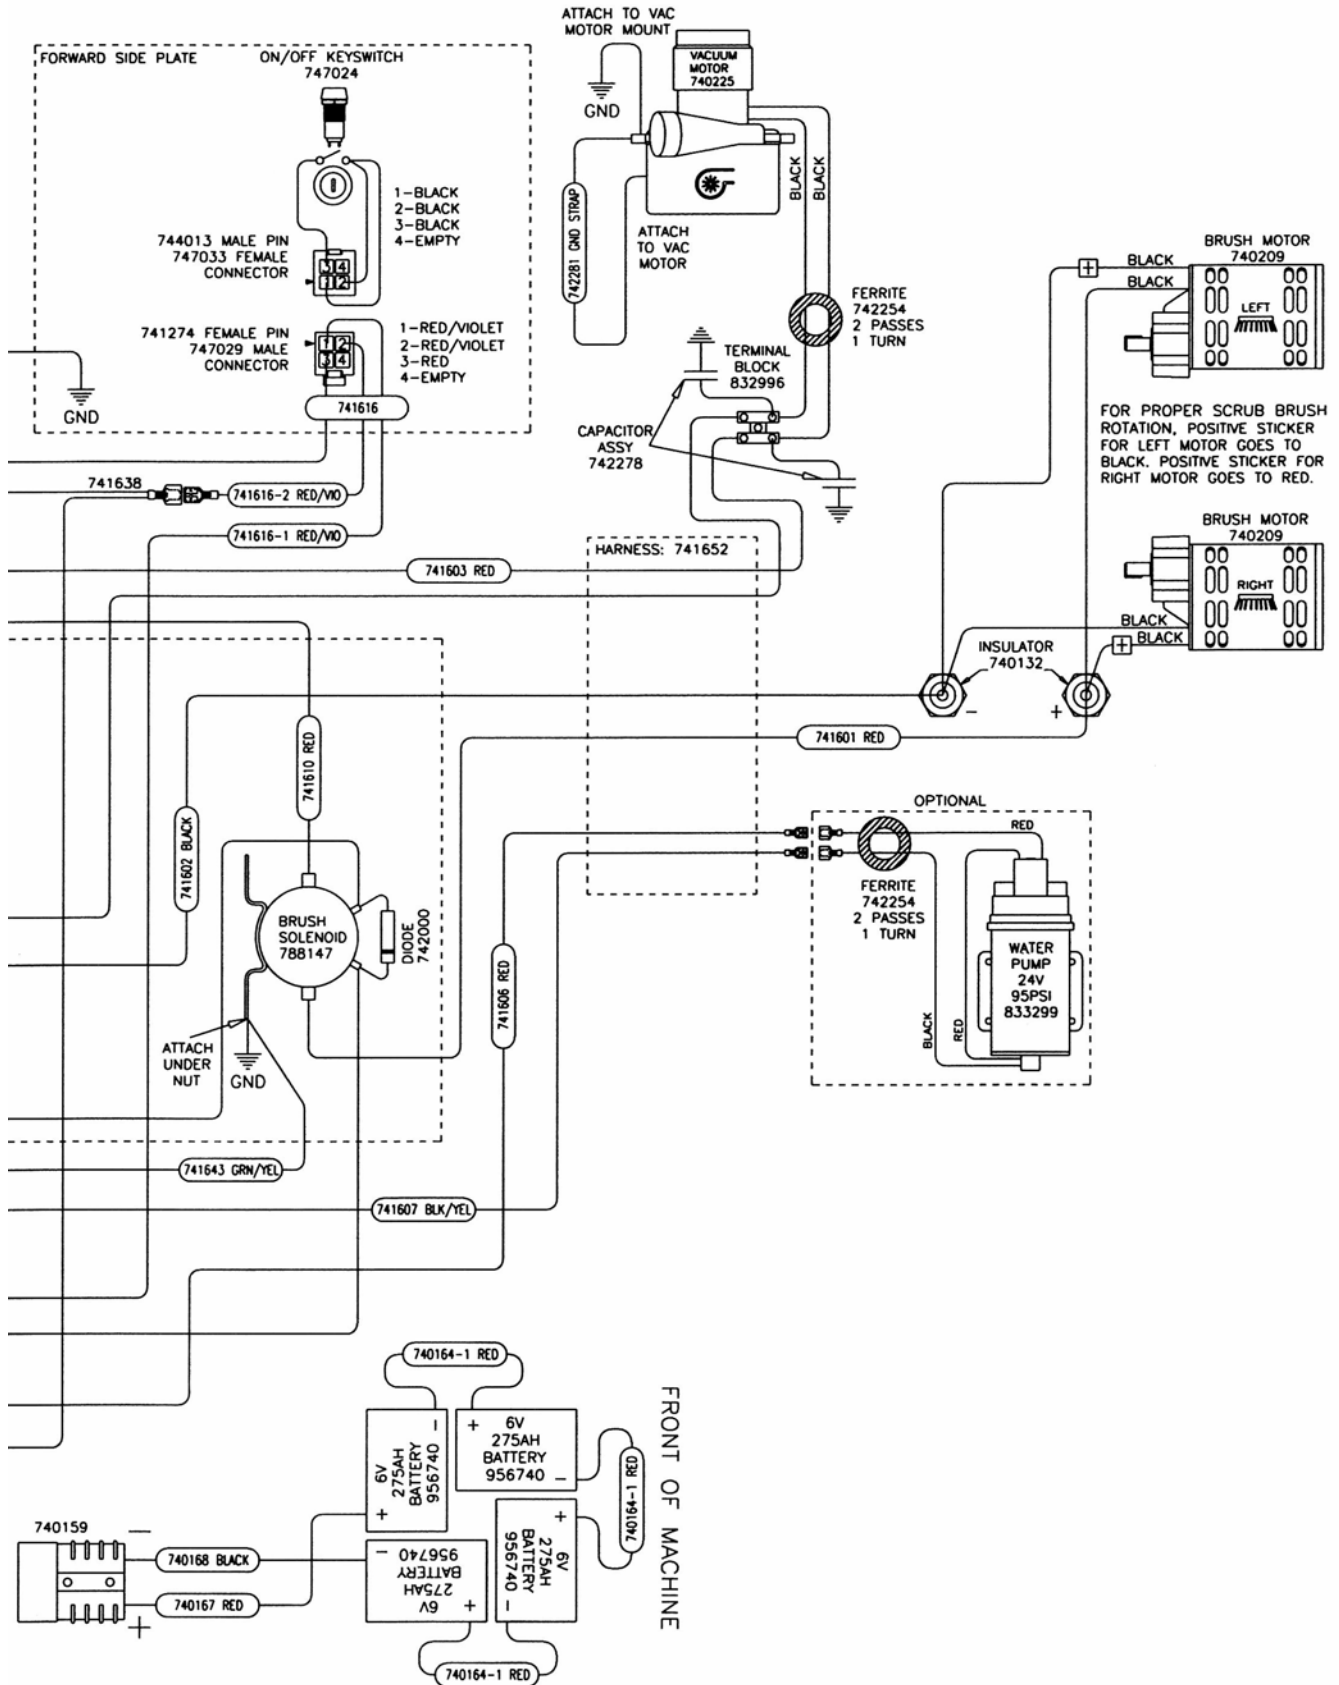 ATTACH TO VAC
MOTOR MOUNT
FORWARD SIDE PLATE
ON/OFF KEYSWITCH
747024
GND
VACUUM
MOTOR
740225
1-BLACK
2-BLACK
3-BLACK
4-EMPTY
744013 MALE PIN
747033 FEMALE
CONNECTOR
3 4
1 2
742281 GND STRAP
ATTACH
TO VAC
MOTOR
BLACK
BLACK
741274 FEMALE PIN
747029 MALE
CONNECTOR
1 2
3 4
1-RED/VIOLET
2-RED/VIOLET
3-RED
4-EMPTY
GND
741616
FERRITE
742254
2 PASSES
1 TURN
TERMINAL
BLOCK
832996
CAPACITOR
ASSY
742278
BRUSH MOTOR
740209
BLACK
+
BLACK
LEFT
FOR PROPER SCRUB BRUSH
ROTATION, POSITIVE STICKER
FOR LEFT MOTOR GOES TO
BLACK. POSITIVE STICKER FOR
RIGHT MOTOR GOES TO RED.
741638
741616-2 RED/VIO
741616-1 RED/VIO
HARNESS: 741652
741603 RED
BRUSH MOTOR
740209
RIGHT
BLACK
+
BLACK
INSULATOR
740132
-
+
741601 RED
741610 RED
741602 BLACK
BRUSH
SOLENOID
788147
DIODE
742000
ATTACH
UNDER
NUT
GND
741606 RED
OPTIONAL
RED
FERRITE
742254
2 PASSES
1 TURN
BLACK
RED
WATER
PUMP
24V
95PSI
833299
741643 GRN/YEL
741607 BLK/YEL
740164-1 RED
-
6V
275AH
BATTERY
956740
+
+
6V
275AH
BATTERY
956740
-
740164-1 RED
FRONT OF MACHINE
+
6V
275AH
BATTERY
956740
-
-
6V
275AH
BATTERY
956740
+
740164-1 RED
740159
-
740168 BLACK
740167 RED
+